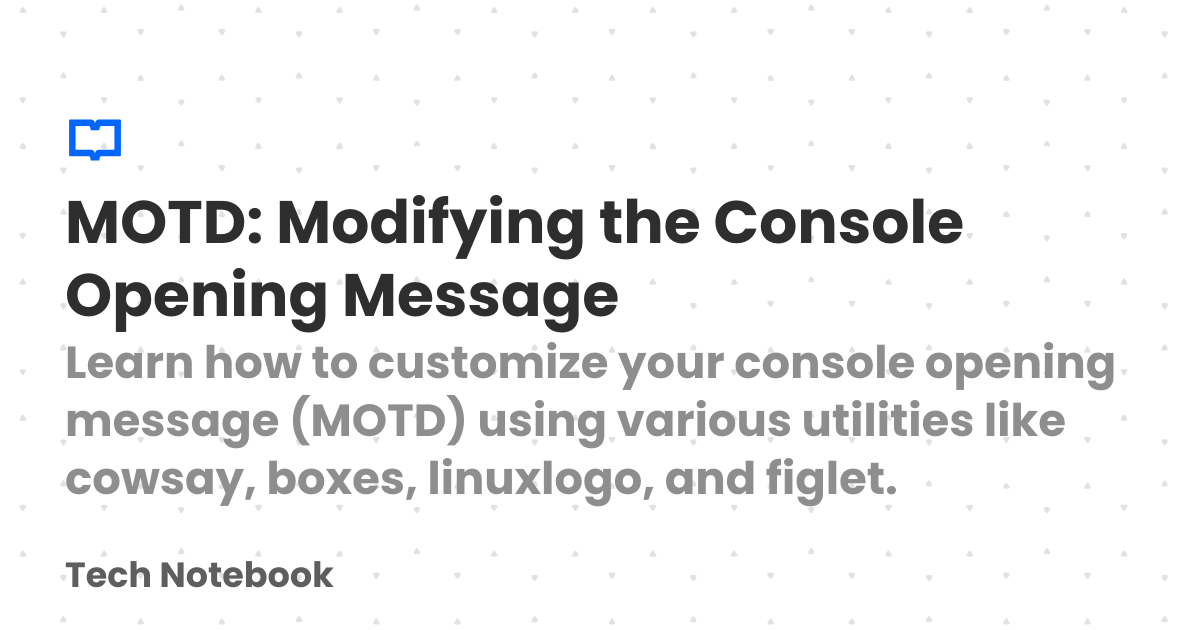 MOTD: Modifying the Console
Opening Message
Learn how to customize your console opening
message (MOTD) using various utilities like
cowsay, boxes, linuxlogo, and figlet.
Tech Notebook